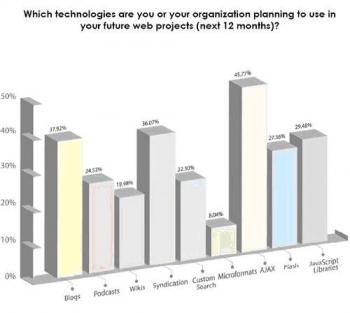 Which technologies are you or your organization planning to use in
your future web projects (next 12 months)?
50%
40%
30%
20%
10%
0%
37.92%
24.53%
19.98%
36.07%
22.50%
8.04%
45.77%
27.36%
29.48%
Blogs
Podcasts
Wikis
Syndication
Custom
Search
Microformats
AJAX
Flash
JavaScript
Libraries